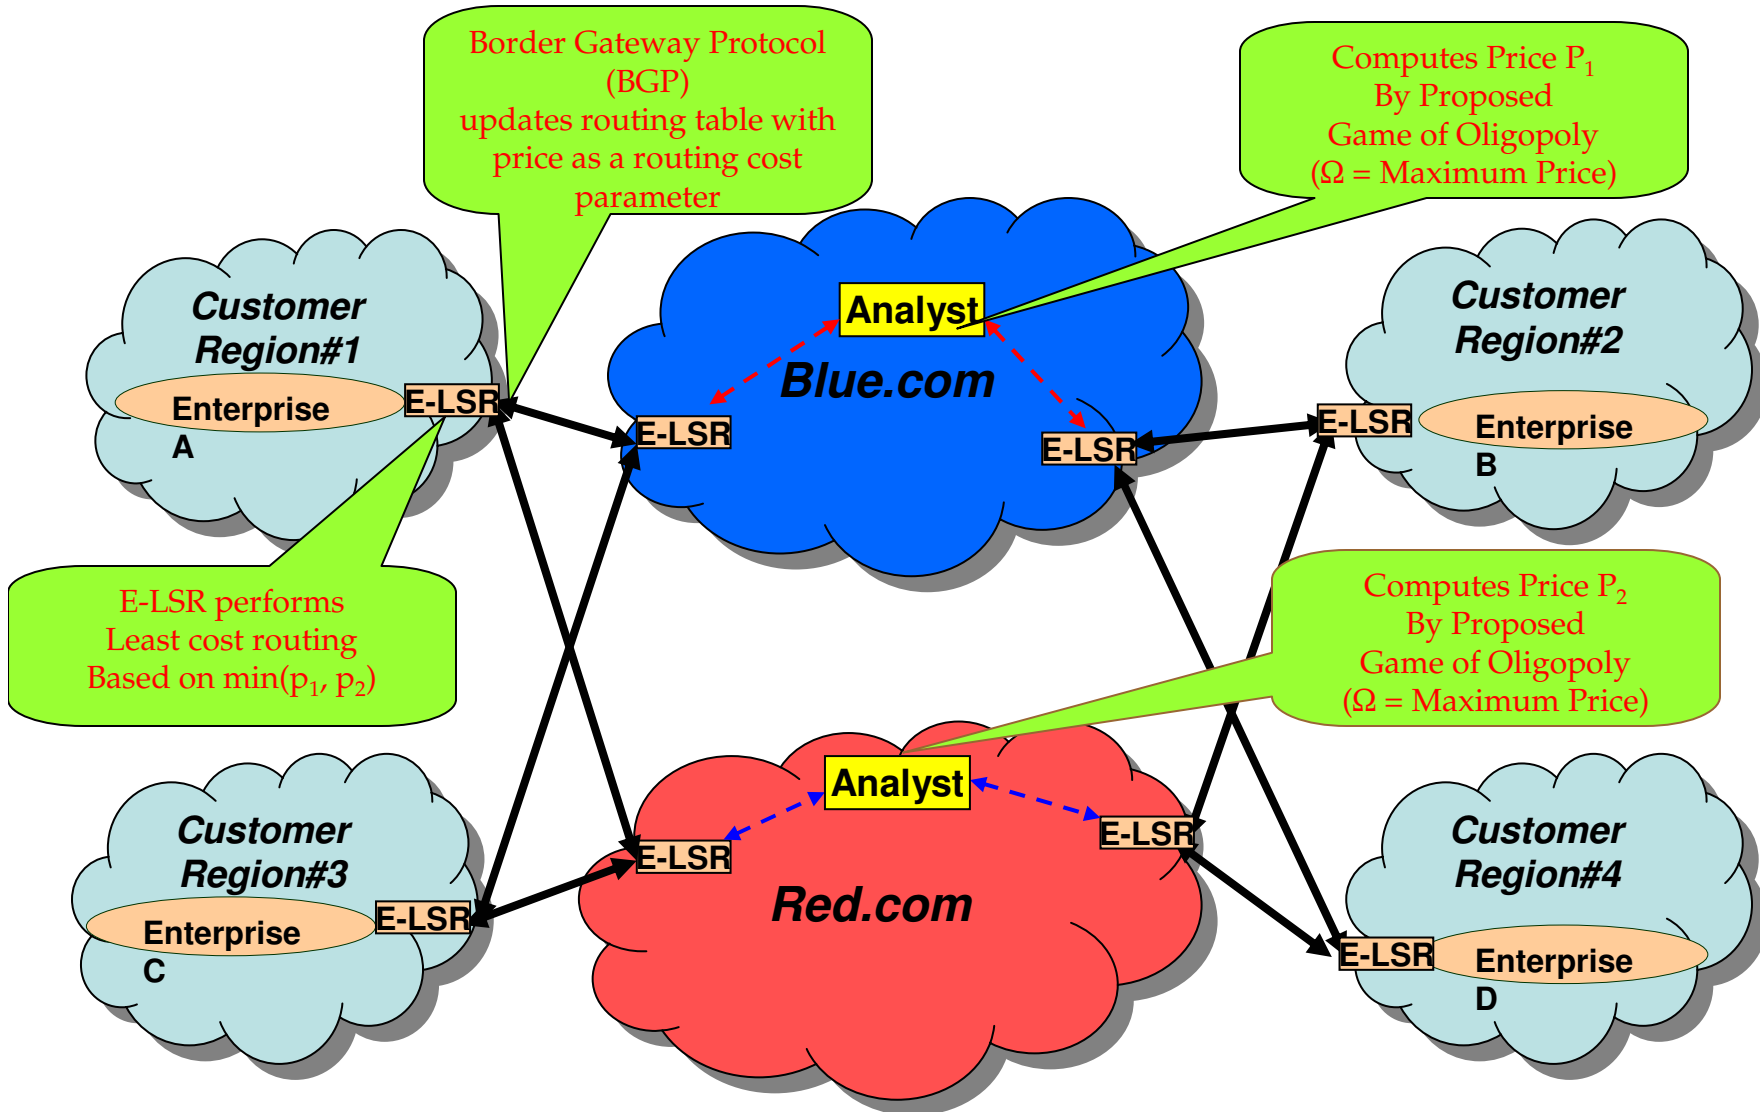 Border Gateway Protocol
(BGP)
updates routing table with
price as a routing cost
parameter
Computes Price P₁
By Proposed
Game of Oligopoly
(Ω = Maximum Price)
Customer
Region#1
Enterprise
A
E-LSR
Analyst
Blue.com
E-LSR
E-LSR
Customer
Region#2
E-LSR
Enterprise
B
E-LSR performs
Least cost routing
Based on min(p₁, p₂)
Computes Price P₂
By Proposed
Game of Oligopoly
(Ω = Maximum Price)
Customer
Region#3
Enterprise
C
E-LSR
Analyst
E-LSR
E-LSR
Red.com
Customer
Region#4
E-LSR
Enterprise
D